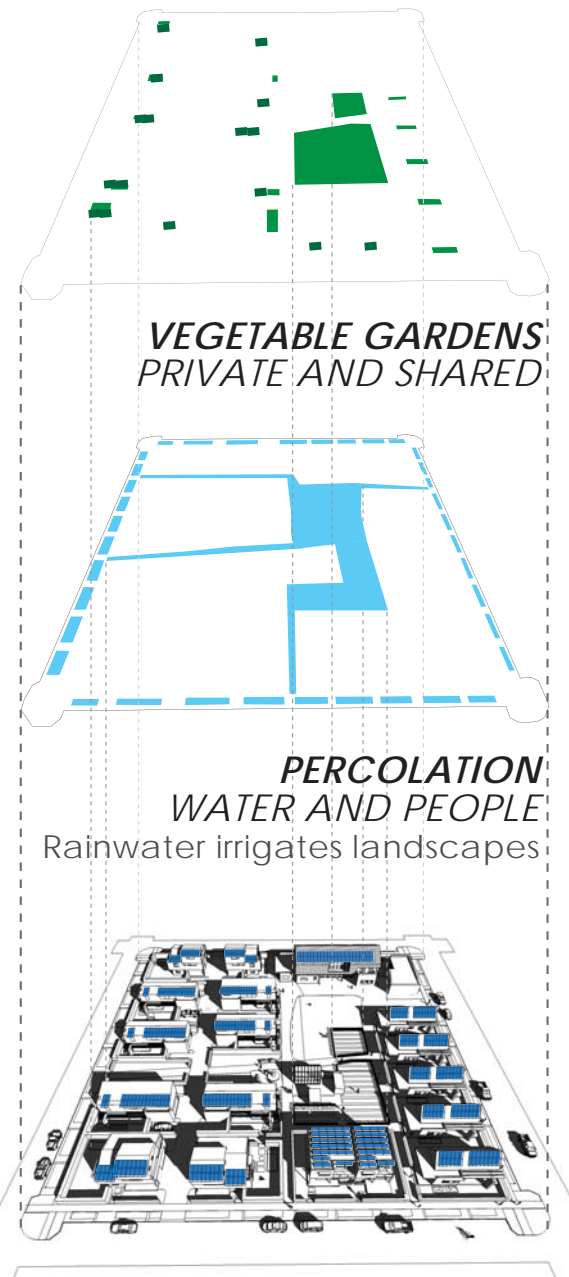 VEGETABLE GARDENS
PRIVATE AND SHARED
PERCOLATION
WATER AND PEOPLE
Rainwater irrigates landscapes